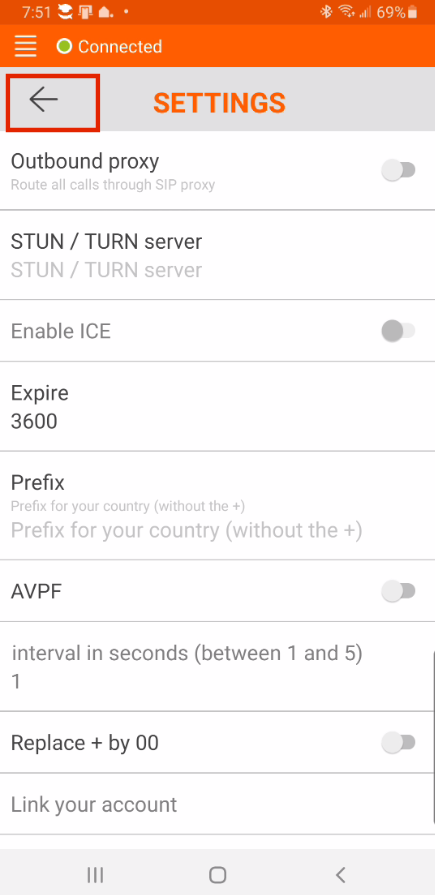 7:51 69%
Connected
SETTINGS
Outbound proxy
Route all calls through SIP proxy
STUN / TURN server
STUN / TURN server
Enable ICE
Expire
3600
Prefix
Prefix for your country (without the +)
Prefix for your country (without the +)
AVPF
interval in seconds (between 1 and 5)
1
Replace + by 00
Link your account